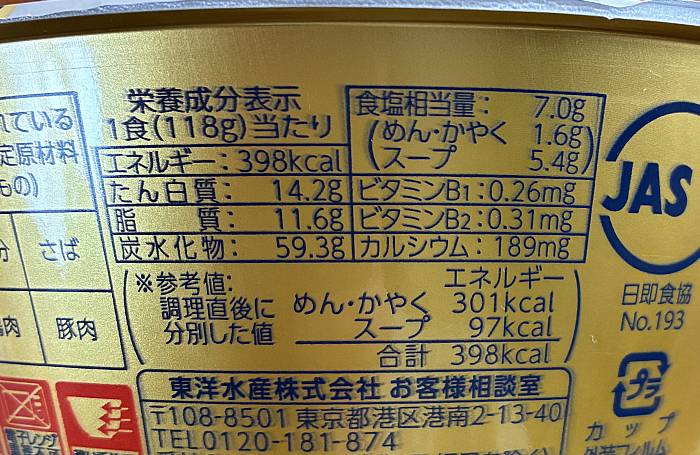 栄養成分表示
1食(118g)当たり
エネルギー:398kcal
たん白質: 14.2g
脂質: 11.6g
炭水化物: 59.3g
食塩相当量: 7.0g
(めん・かやく 1.6g
スープ 5.4g)
ビタミンB1:0.26mg
ビタミンB2:0.31mg
カルシウム:189mg
(※参考値:
調理直後に
分別した値
エネルギー
めん・かやく 301kcal
スープ 97kcal
合計 398kcal)
ている
定原材料
もの)
さば
豚肉
JAS
日即食協
No.193
プラ
カップ
東洋水産株式会社 お客様相談室
〒108-8501 東京都港区港南2-13-40
TEL0120-181-874